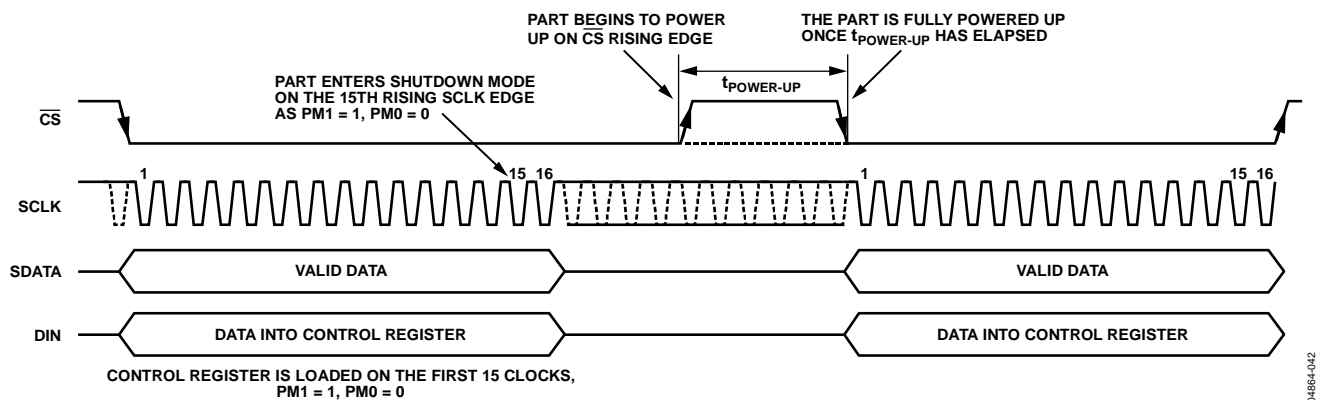 PART BEGINS TO POWER
UP ON CS RISING EDGE
THE PART IS FULLY POWERED UP
ONCE tPOWER-UP HAS ELAPSED
tPOWER-UP
PART ENTERS SHUTDOWN MODE
ON THE 15TH RISING SCLK EDGE
AS PM1 = 1, PM0 = 0
CS
1 15 16 1 15 16
SCLK
SDATA VALID DATA VALID DATA
DIN DATA INTO CONTROL REGISTER DATA INTO CONTROL REGISTER
CONTROL REGISTER IS LOADED ON THE FIRST 15 CLOCKS,
PM1 = 1, PM0 = 0
04864-042